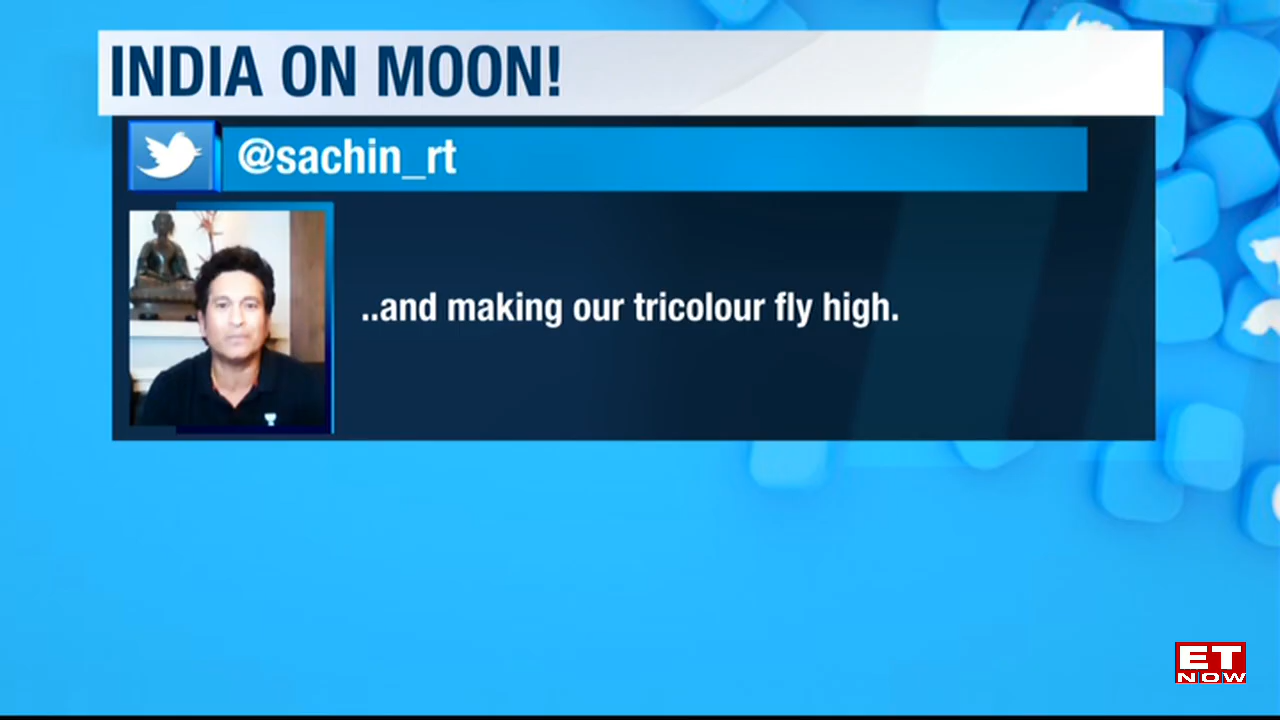 INDIA ON MOON!
@sachin_rt
..and making our tricolour fly high.
ET
NOW